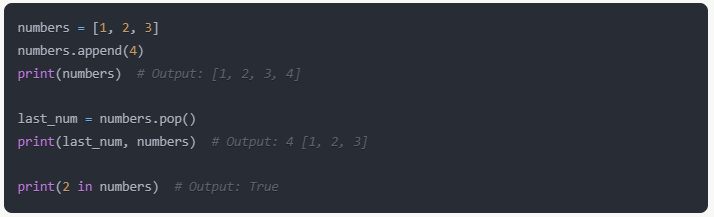 numbers = [1, 2, 3]
numbers.append(4)
print(numbers)  # Output: [1, 2, 3, 4]
last_num = numbers.pop()
print(last_num, numbers)  # Output: 4 [1, 2, 3]
print(2 in numbers)  # Output: True